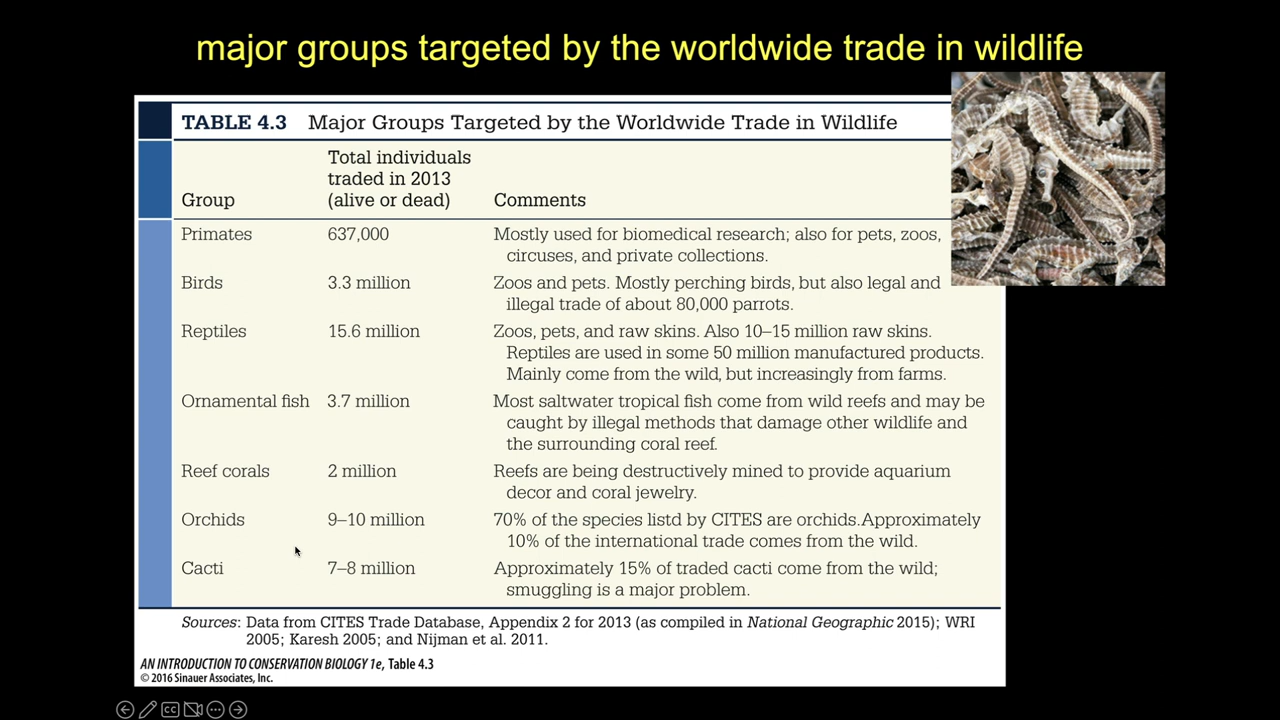 major groups targeted by the worldwide trade in wildlife
TABLE 4.3 Major Groups Targeted by the Worldwide Trade in Wildlife
Group
Total individuals
traded in 2013
(alive or dead)
Comments
Primates
637,000
Mostly used for biomedical research; also for pets, zoos,
circuses, and private collections.
Birds
3.3 million
Zoos and pets. Mostly perching birds, but also legal and
illegal trade of about 80,000 parrots.
Reptiles
15.6 million
Zoos, pets, and raw skins. Also 10–15 million raw skins.
Reptiles are used in some 50 million manufactured products.
Mainly come from the wild, but increasingly from farms.
Ornamental fish
3.7 million
Most saltwater tropical fish come from wild reefs and may be
caught by illegal methods that damage other wildlife and
the surrounding coral reef.
Reef corals
2 million
Reefs are being destructively mined to provide aquarium
decor and coral jewelry.
Orchids
9–10 million
70% of the species listd by CITES are orchids.Approximately
10% of the international trade comes from the wild.
Cacti
7–8 million
Approximately 15% of traded cacti come from the wild;
smuggling is a major problem.
Sources: Data from CITES Trade Database, Appendix 2 for 2013 (as compiled in National Geographic 2015); WRI
2005; Karesh 2005; and Nijman et al. 2011.
AN INTRODUCTION TO CONSERVATION BIOLOGY 1e, Table 4.3
© 2016 Sinauer Associates, Inc.
CC